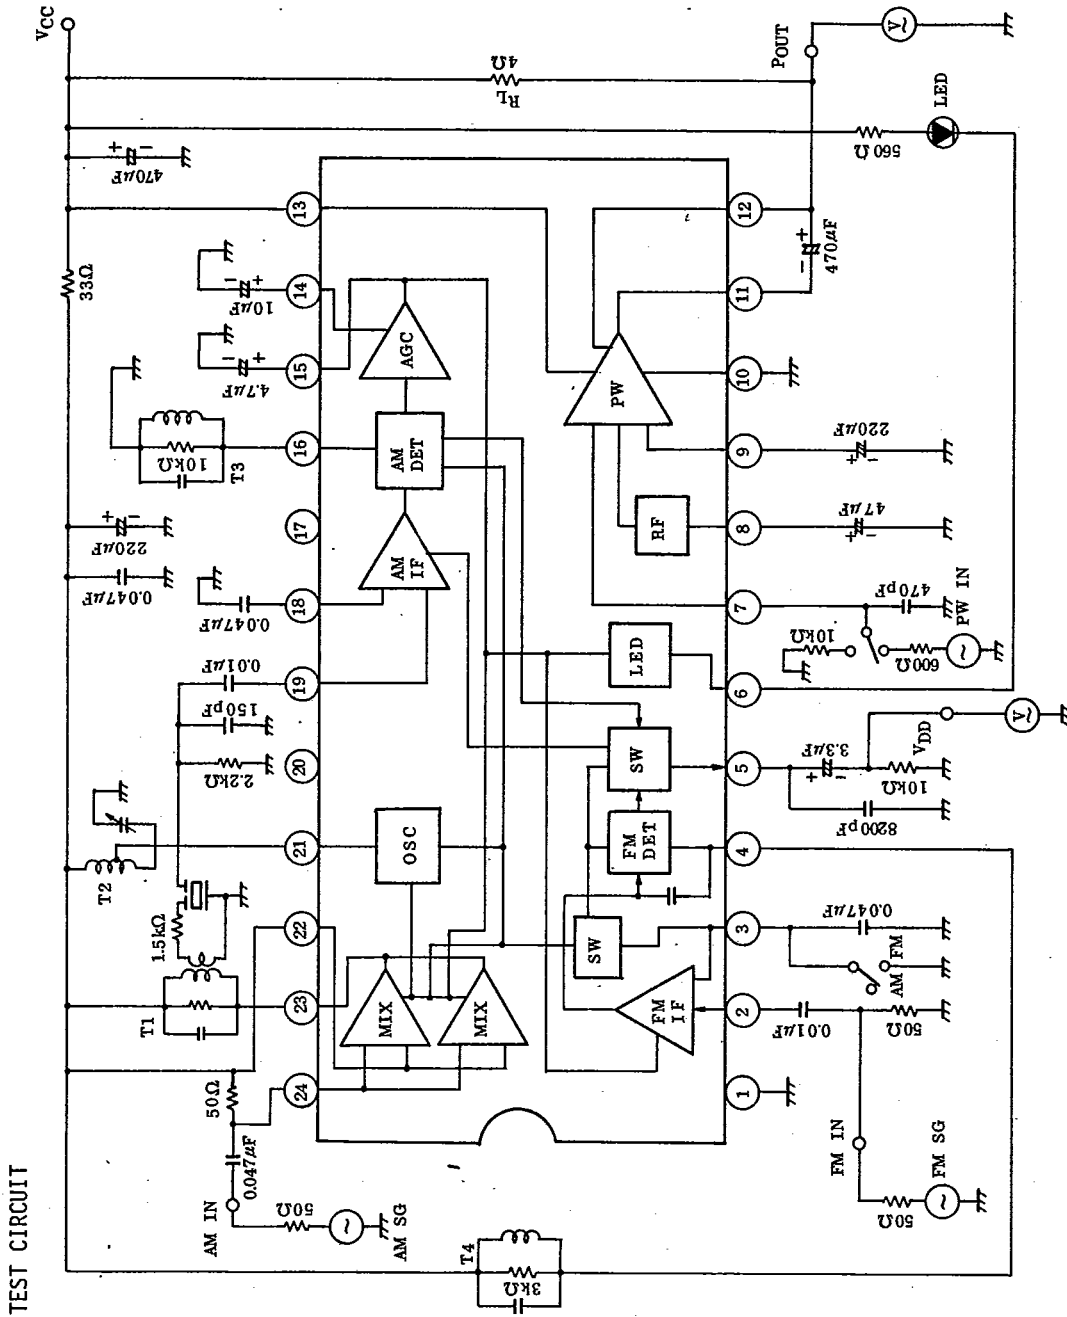 TEST CIRCUIT
VCC
33Ω
470μF
RL
4Ω
POUT
V~
560Ω
LED
AM IN
AM SG
50Ω
0.047μF
50Ω
T1
1.5kΩ
T2
2.2kΩ
150pF
0.01μF
0.047μF
0.047μF
220μF
T3
10kΩ
4.7μF
10μF
24
23
22
21
20
19
18
17
16
15
14
13
MIX
MIX
OSC
AM
IF
AM
DET
AGC
FM
IF
SW
FM
DET
SW
LED
RF
PW
1
2
3
4
5
6
7
8
9
10
11
12
T4
3kΩ
FM IN
FM SG
50Ω
0.01μF
50Ω
AM
FM
0.047μF
8200pF
3.3μF
10kΩ
VDD
V~
10kΩ
600Ω
470pF
PW IN
47μF
220μF
470μF